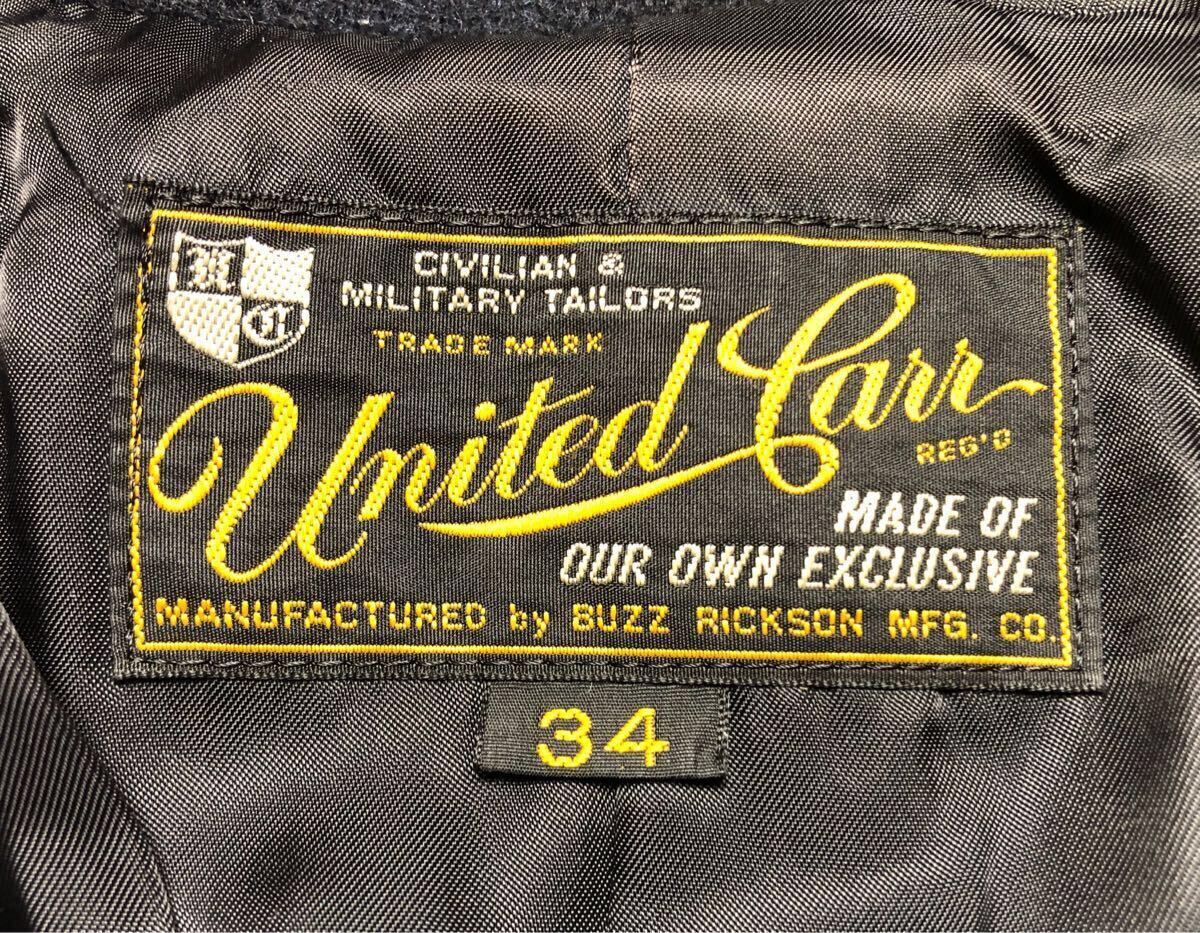 CIVILIAN &
MILITARY TAILORS
TRADE MARK
United Carr
REG'D
MADE OF
OUR OWN EXCLUSIVE
MANUFACTURED by BUZZ RICKSON MFG. CO.
34